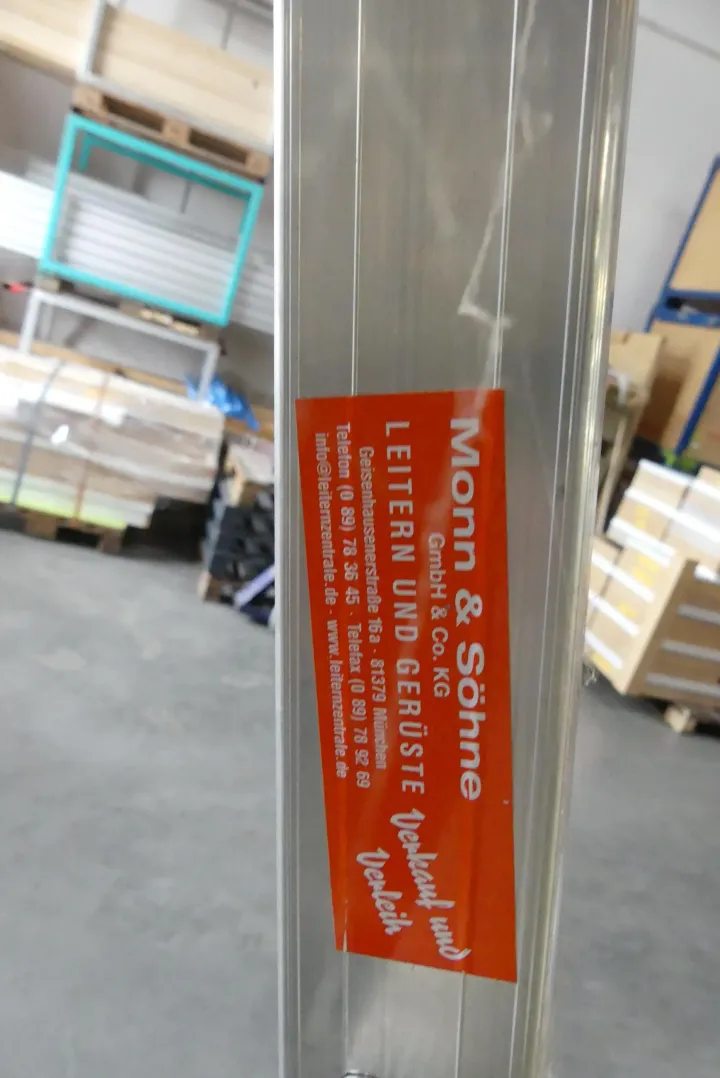 Monn & Söhne
GmbH & Co. KG
LEITERN UND GERÜSTE
Geisenhausenerstraße 16a · 81379 München
Telefon (0 89) 78 36 45 · Telefax (0 89) 78 92 69
info@leiternzentrale.de - www.leiternzentrale.de
Verkauf und
Verleih